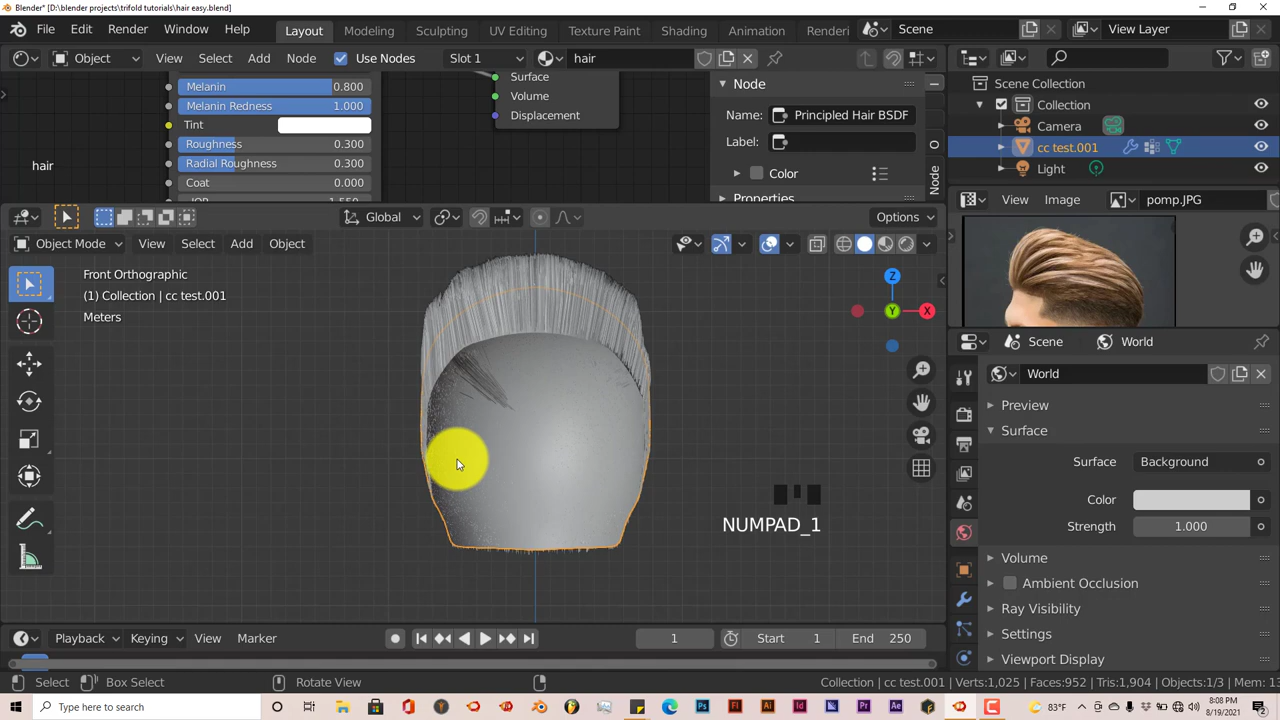 Blender* [D:\blender projects\trifold tutorials\hair easy.blend]
File Edit Render Window Help Layout Modeling Sculpting UV Editing Texture Paint Shading Animation Scene View Layer
Object View Select Add Node Use Nodes Slot 1 hair
Surface
Volume
Displacement
Melanin 0.800
Melanin Redness 1.000
Tint
Roughness 0.300
Radial Roughness 0.300
Coat 0.000
1.550
hair
Node
Name: Principled Hair BSDF
Label:
Color
Properties
Node
Scene Collection
Collection
Camera
cc test.001
Light
View Image pomp.JPG
Global Options
Object Mode View Select Add Object
Front Orthographic
(1) Collection | cc test.001
Meters
Z
Y
X
NUMPAD_1
Scene World
World
Preview
Surface
Surface Background
Color
Strength 1.000
Volume
Ambient Occlusion
Ray Visibility
Settings
Viewport Display
Playback Keying View Marker 1 Start 1 End 250
Select Box Select Rotate View Collection | cc test.001 Verts:1,025 Faces:952 Tris:1,904 Objects:1/3
Type here to search 83°F 8:08 PM
8/19/2021